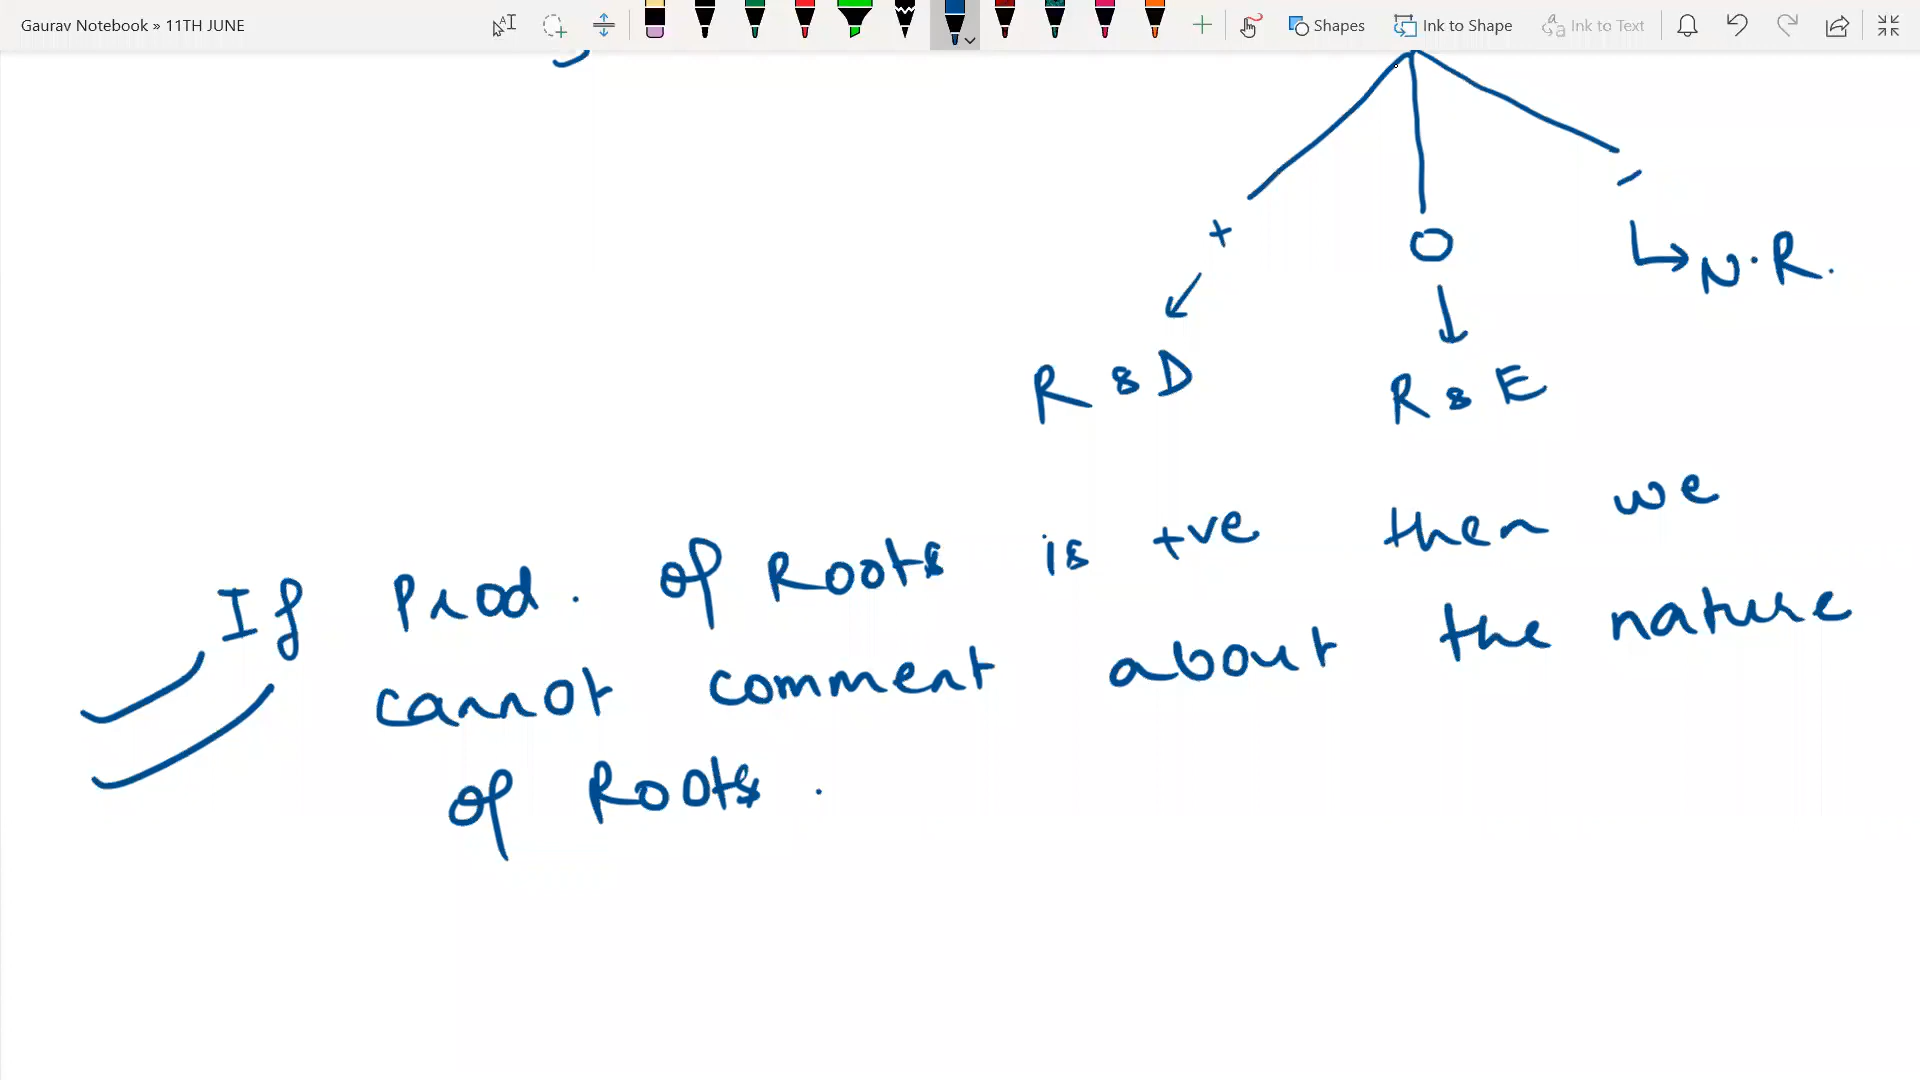 Gaurav Notebook » 11TH JUNE
Shapes
Ink to Shape
Ink to Text
+
O
-
N.R.
R & D
R & E
If Prod. of Roots is +ve then we
cannot comment about the nature
of Roots.